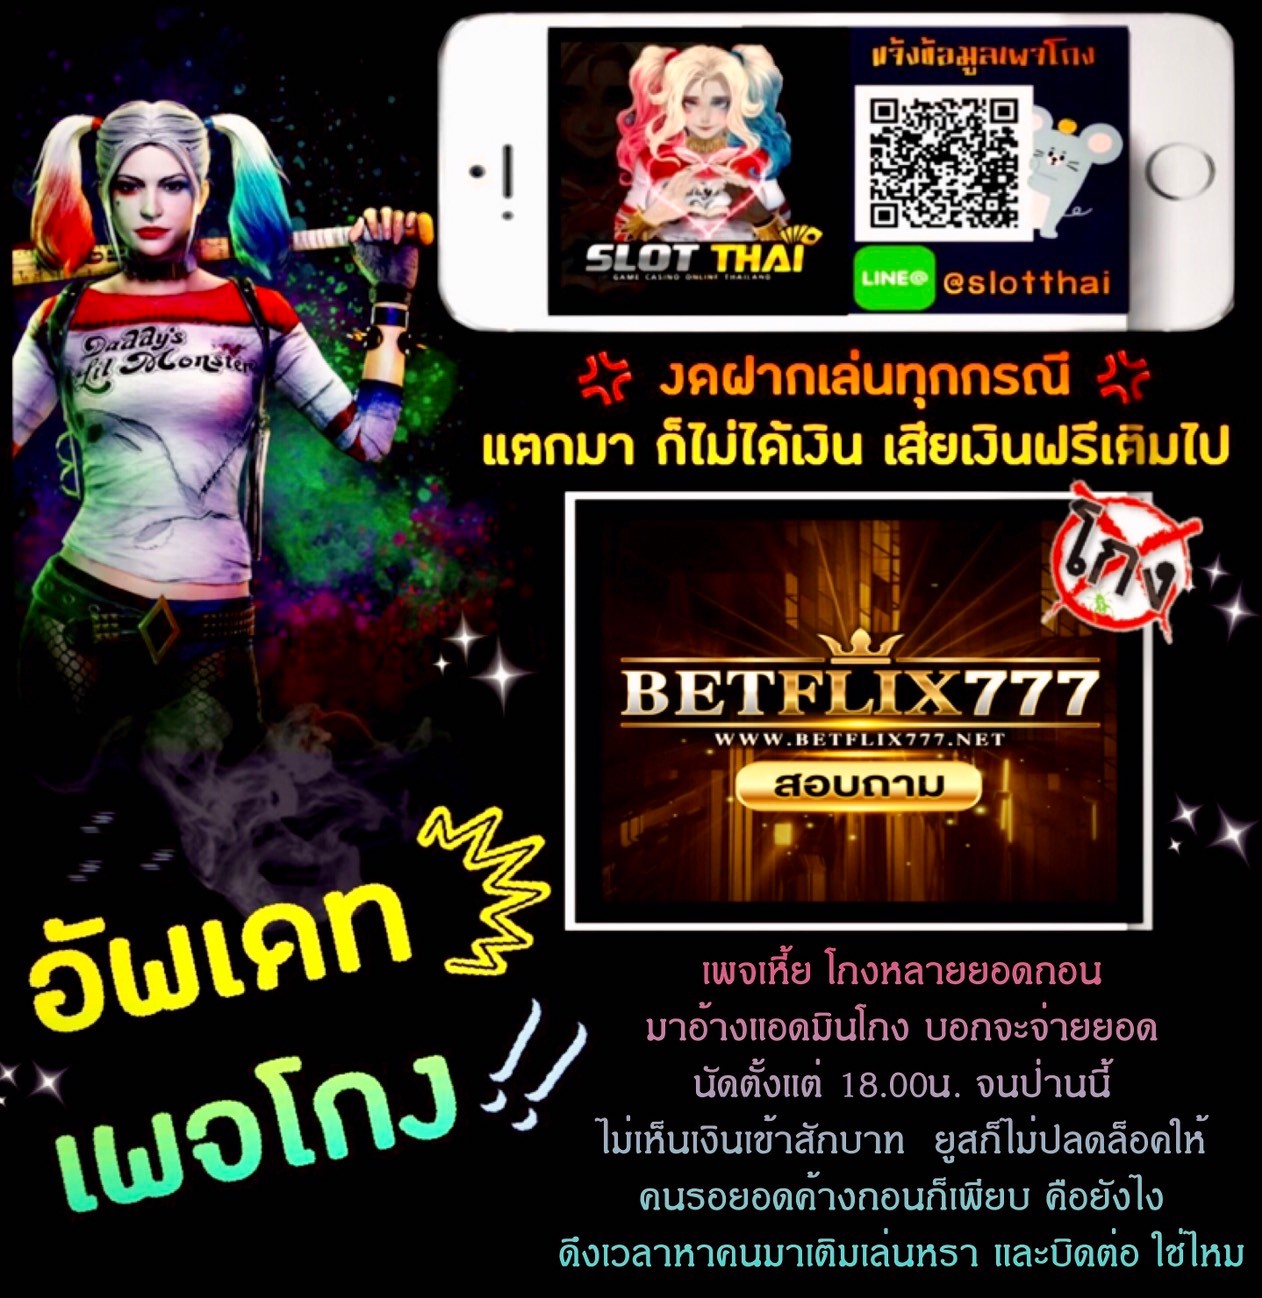 แจ้งข้อมูลเพจโกง
SLOT THAI
GAME CASINO ONLINE THAILAND
LINE@ @slotthai
Daddy's
Lil Monster
งดฝากเล่นทุกกรณี
แตกมา ก็ไม่ได้เงิน เสียเงินฟรีเติมไป
โกง
BETFLIX777
WWW.BETFLIX777.NET
สอบถาม
อัพเดท
เพจโกง!!
เพจเหี้ย โกงหลายยอดถอน
มาอ้างแอดมินโกง บอกจะจ่ายยอด
นัดตั้งแต่ 18.00น. จนป่านนี้
ไม่เห็นเงินเข้าสักบาท ยูสก็ไม่ปลดล็อคให้
คนรอยอดค้างถอนก็เพียบ คือยังไง
ดึงเวลาหาคนมาเติมเล่นหรา และบิดต่อ ใช่ไหม